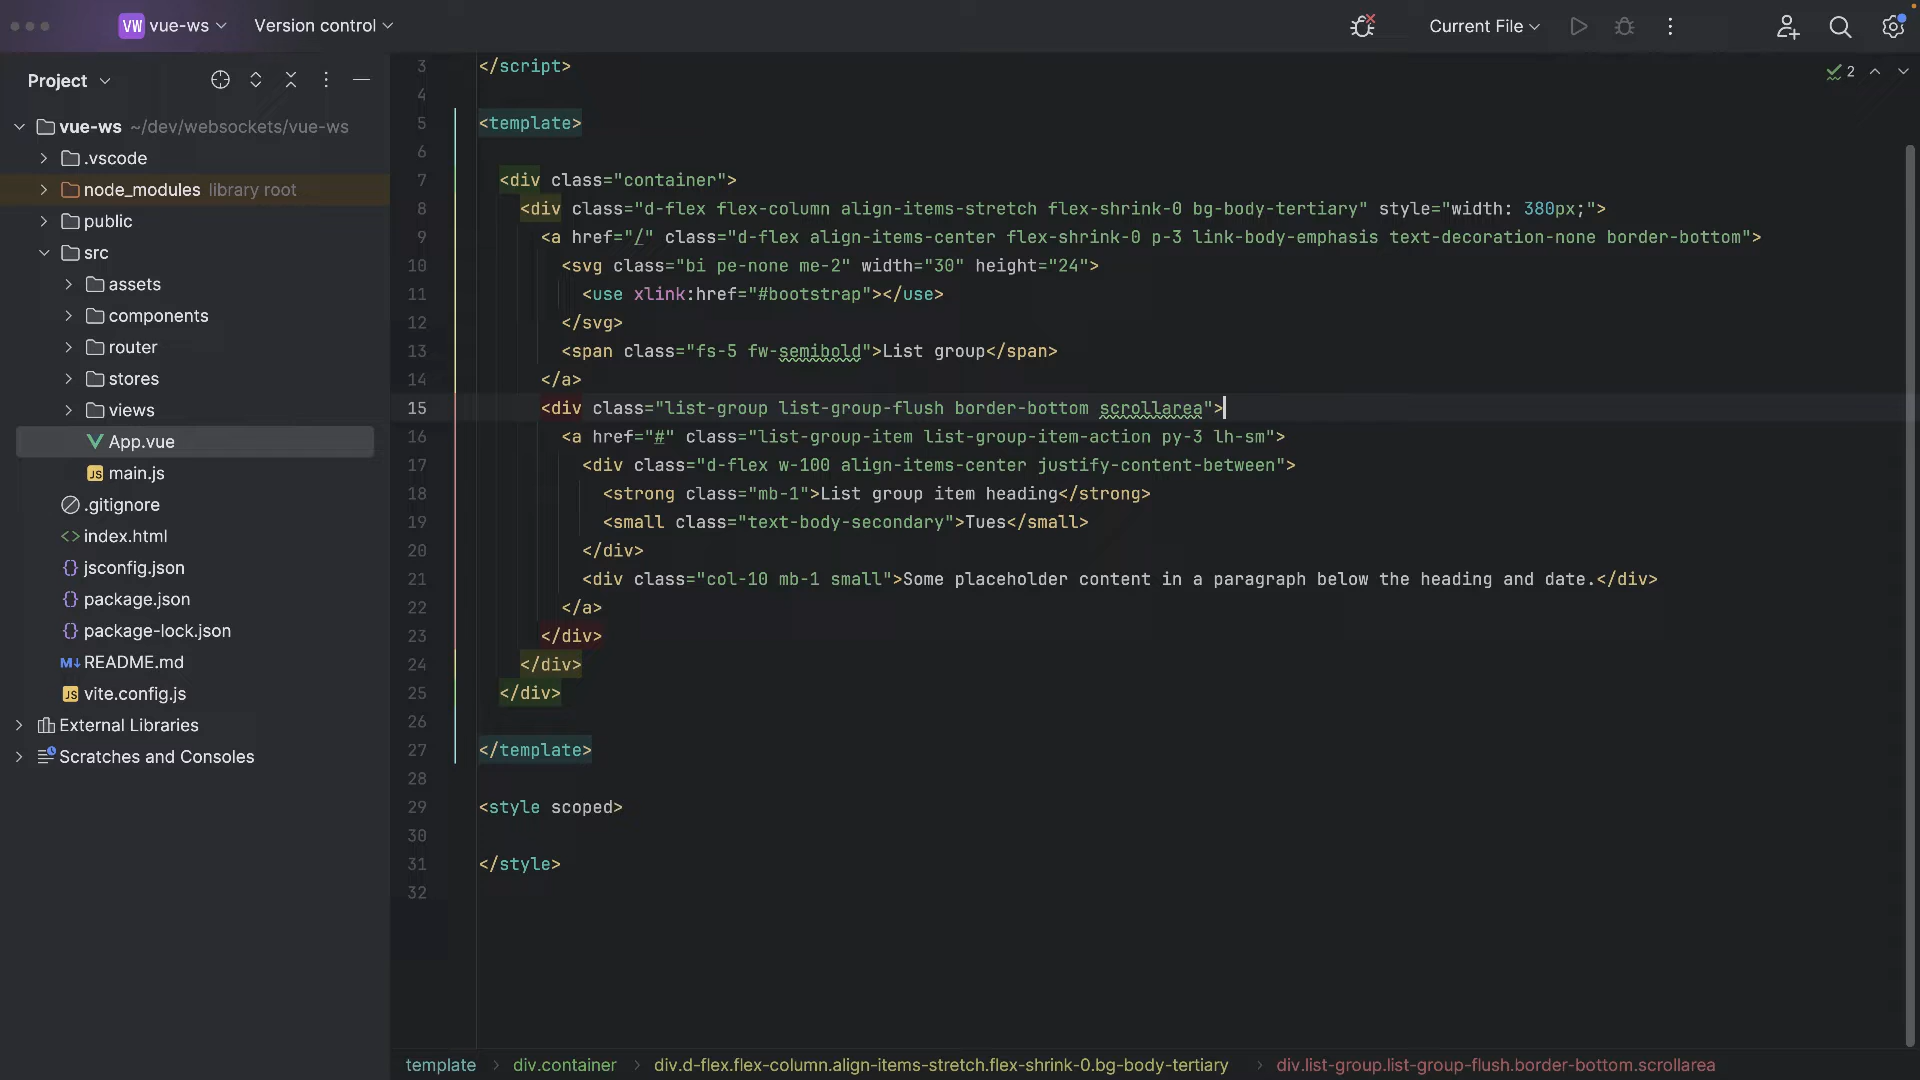 VW vue-ws Version control Current File
Project
vue-ws ~/dev/websockets/vue-ws
.vscode
node_modules library root
public
src
assets
components
router
stores
views
App.vue
JS main.js
.gitignore
<> index.html
{} jsconfig.json
{} package.json
{} package-lock.json
M↓ README.md
JS vite.config.js
External Libraries
Scratches and Consoles
2
3 </script>
4
5 <template>
6
7 <div class="container">
8 <div class="d-flex flex-column align-items-stretch flex-shrink-0 bg-body-tertiary" style="width: 380px;">
9 <a href="/" class="d-flex align-items-center flex-shrink-0 p-3 link-body-emphasis text-decoration-none border-bottom">
10 <svg class="bi pe-none me-2" width="30" height="24">
11 <use xlink:href="#bootstrap"></use>
12 </svg>
13 <span class="fs-5 fw-semibold">List group</span>
14 </a>
15 <div class="list-group list-group-flush border-bottom scrollarea">
16 <a href="#" class="list-group-item list-group-item-action py-3 lh-sm">
17 <div class="d-flex w-100 align-items-center justify-content-between">
18 <strong class="mb-1">List group item heading</strong>
19 <small class="text-body-secondary">Tues</small>
20 </div>
21 <div class="col-10 mb-1 small">Some placeholder content in a paragraph below the heading and date.</div>
22 </a>
23 </div>
24 </div>
25 </div>
26
27 </template>
28
29 <style scoped>
30
31 </style>
32
template > div.container > div.d-flex.flex-column.align-items-stretch.flex-shrink-0.bg-body-tertiary > div.list-group.list-group-flush.border-bottom.scrollarea